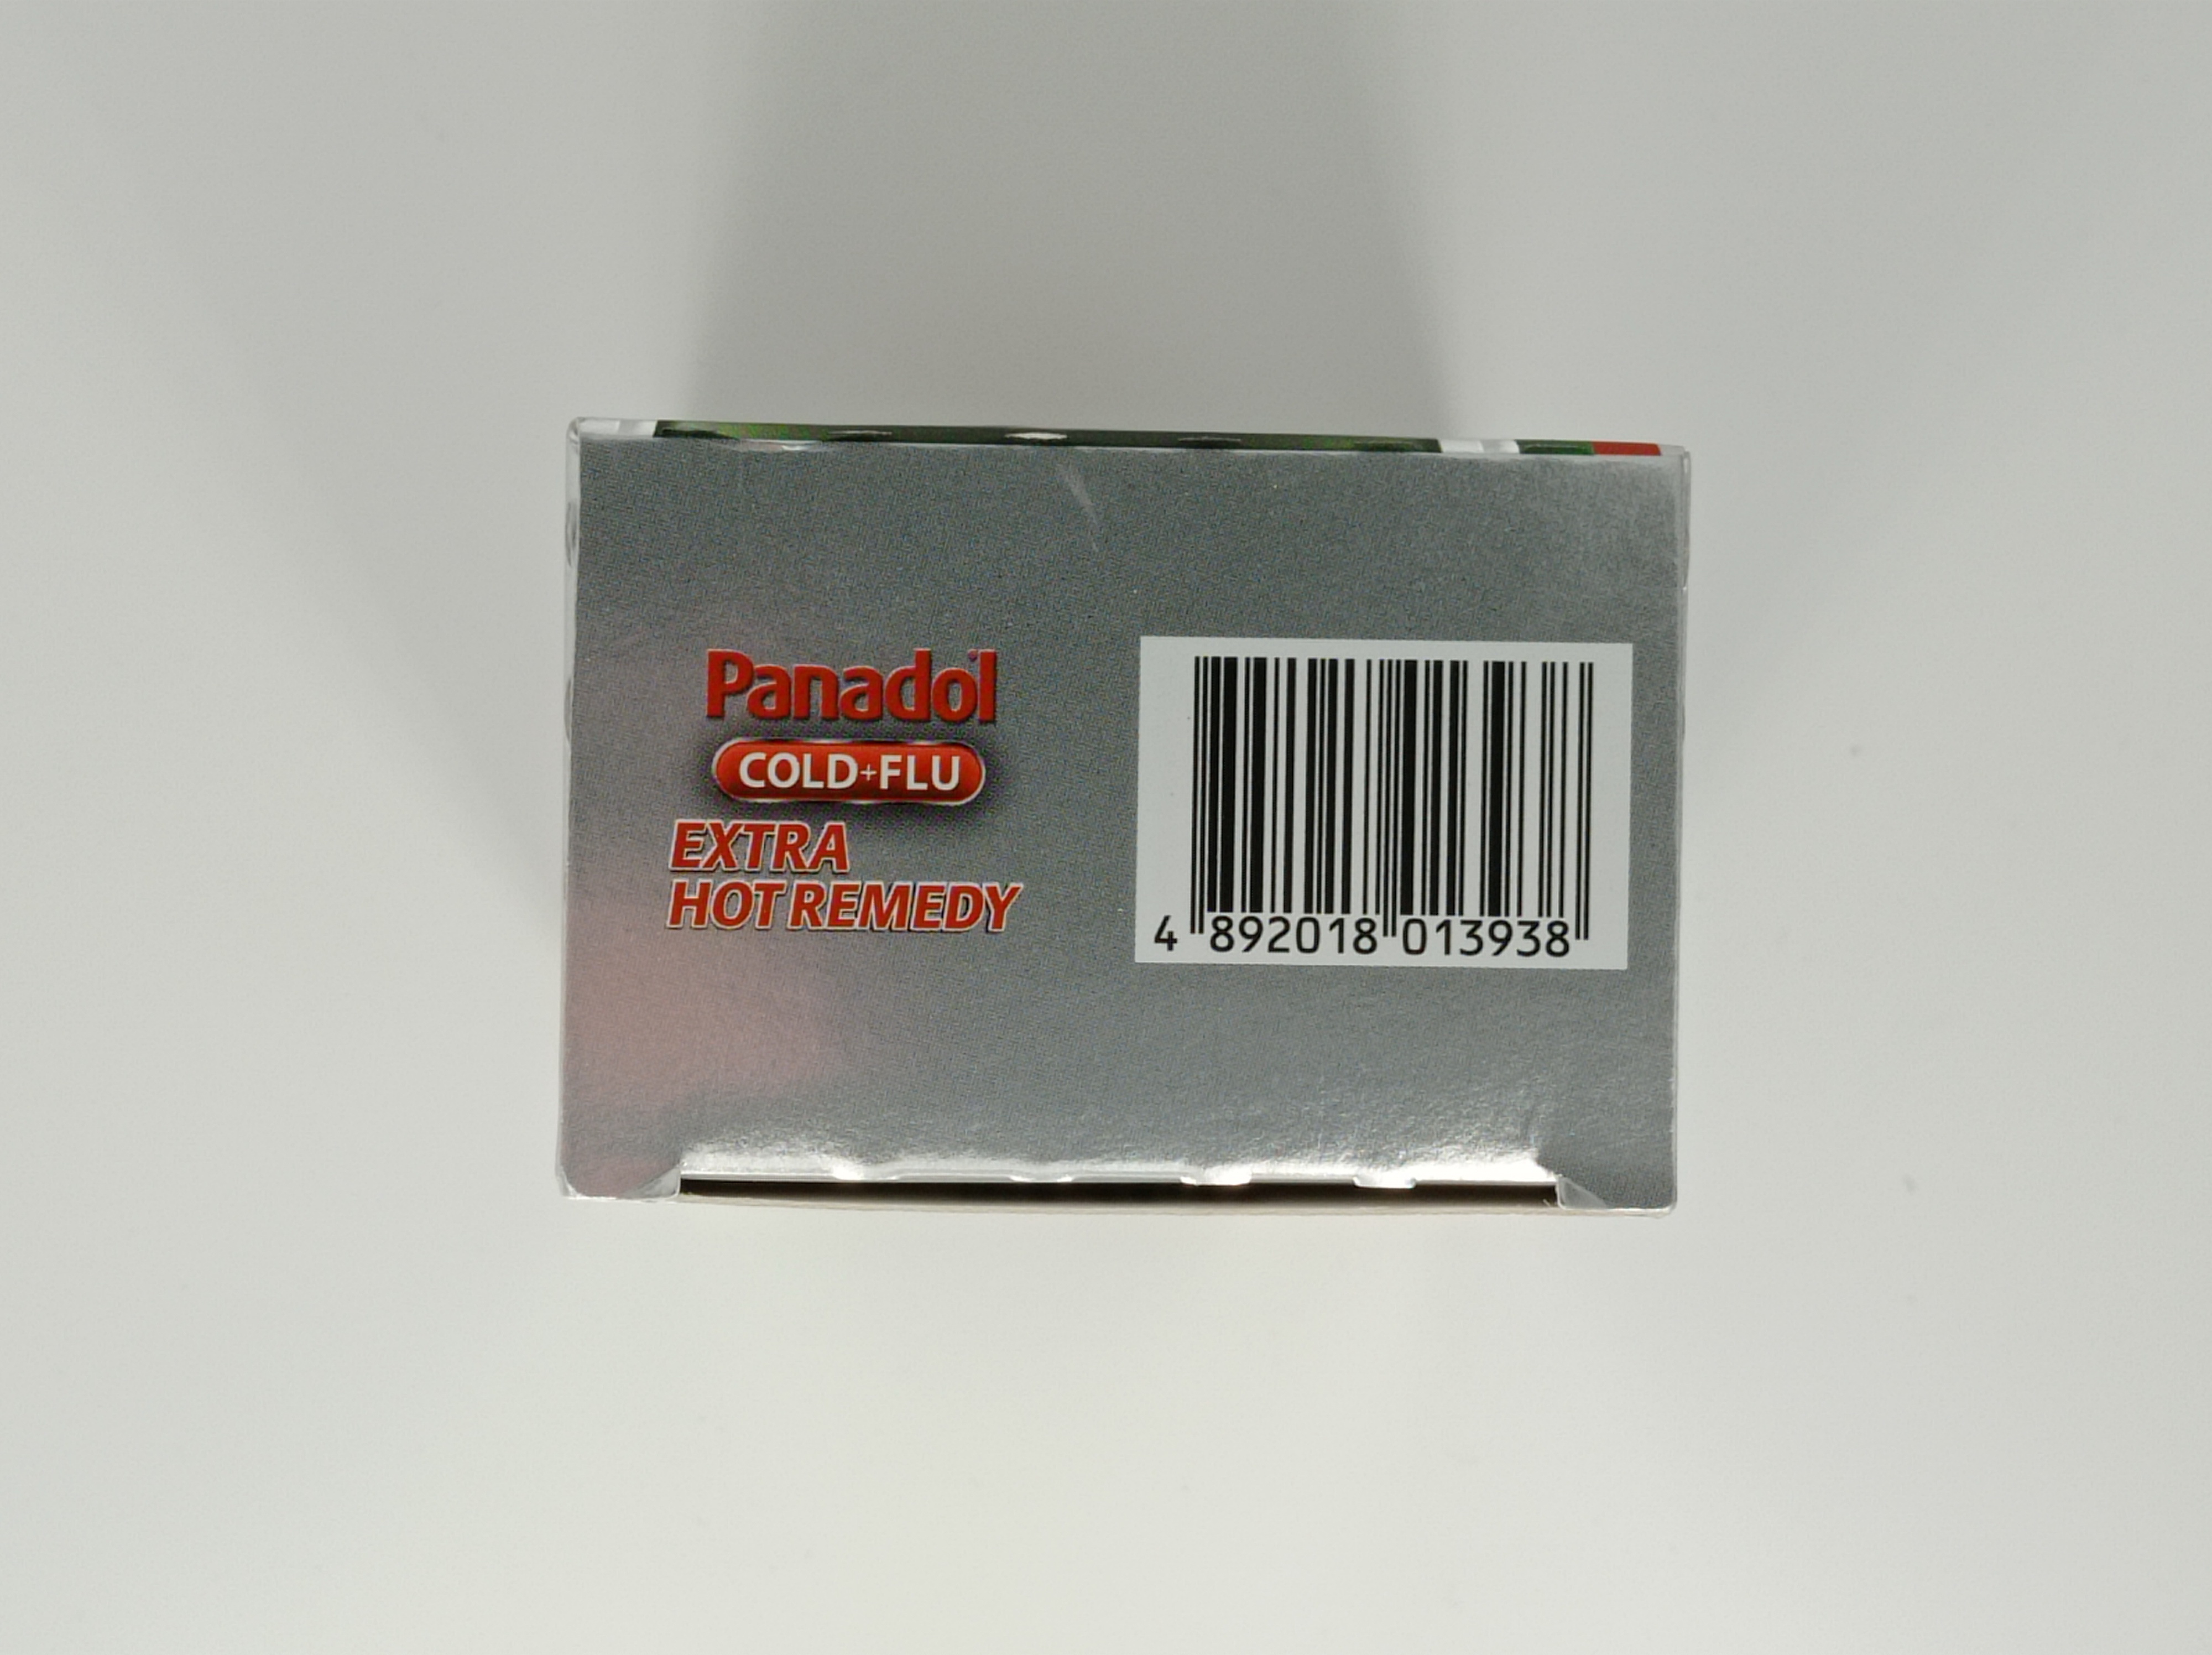 Panadol
COLD+FLU
EXTRA
HOT REMEDY
4 892018 013938